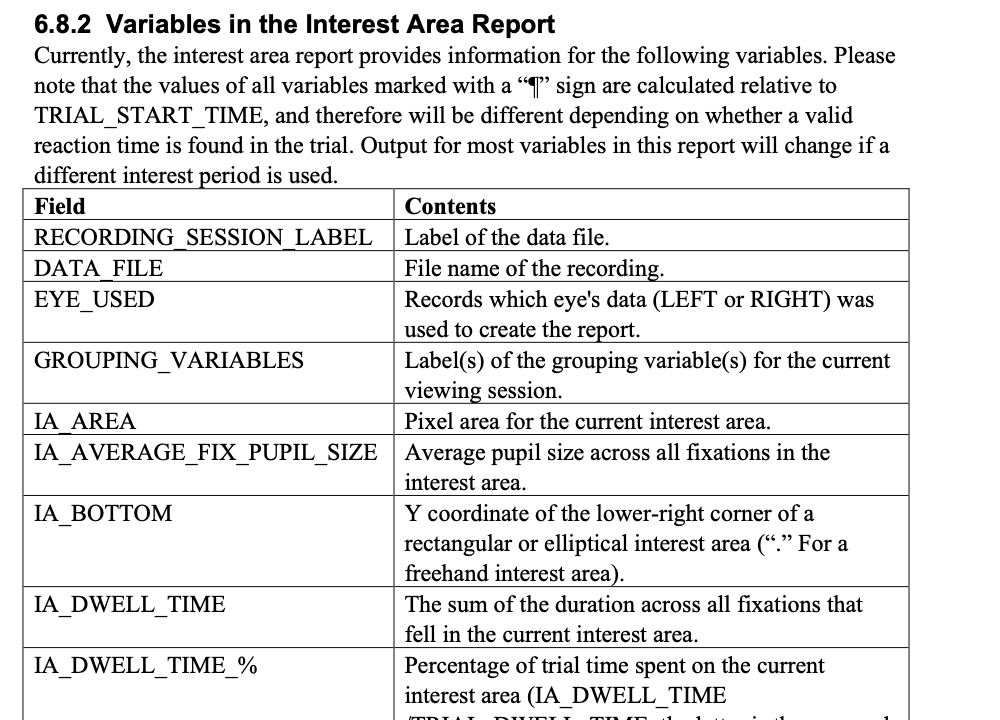 6.8.2 Variables in the Interest Area Report
Currently, the interest area report provides information for the following variables. Please
note that the values of all variables marked with a “¶” sign are calculated relative to
TRIAL_START_TIME, and therefore will be different depending on whether a valid
reaction time is found in the trial. Output for most variables in this report will change if a
different interest period is used.
Field Contents
RECORDING_SESSION_LABEL Label of the data file.
DATA_FILE File name of the recording.
EYE_USED Records which eye's data (LEFT or RIGHT) was
used to create the report.
GROUPING_VARIABLES Label(s) of the grouping variable(s) for the current
viewing session.
IA_AREA Pixel area for the current interest area.
IA_AVERAGE_FIX_PUPIL_SIZE Average pupil size across all fixations in the
interest area.
IA_BOTTOM Y coordinate of the lower-right corner of a
rectangular or elliptical interest area (“.” For a
freehand interest area).
IA_DWELL_TIME The sum of the duration across all fixations that
fell in the current interest area.
IA_DWELL_TIME_% Percentage of trial time spent on the current
interest area (IA_DWELL_TIME